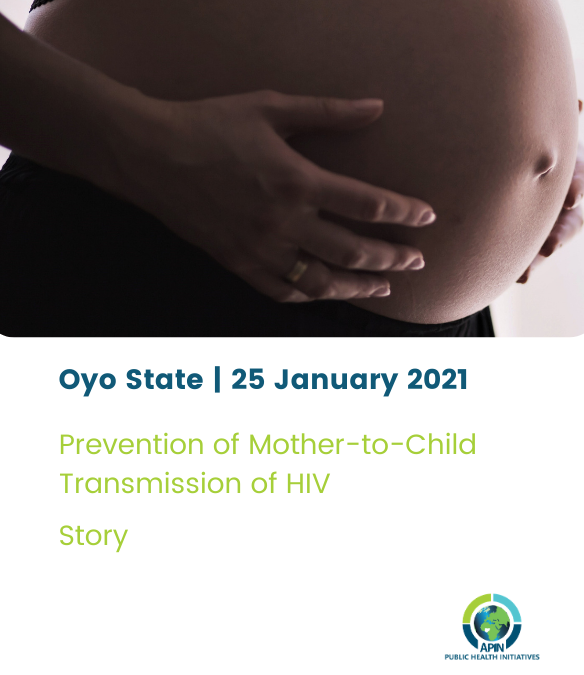 Oyo State | 25 January 2021
Prevention of Mother-to-Child
Transmission of HIV
Story
APIN
PUBLIC HEALTH INITIATIVES